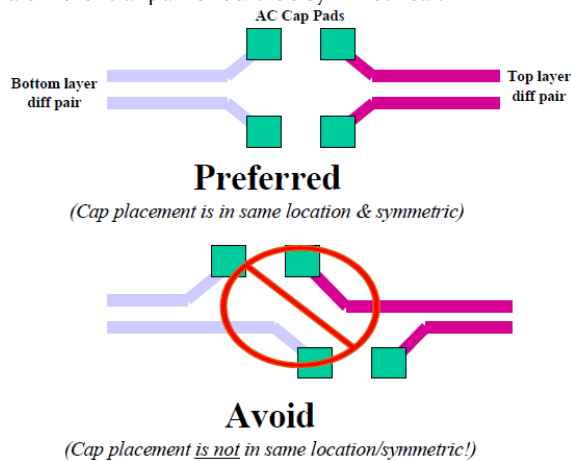 AC Cap Pads
Bottom layer
diff pair
Top layer
diff pair
Preferred
(Cap placement is in same location & symmetric)
Avoid
(Cap placement is not in same location/symmetric!)